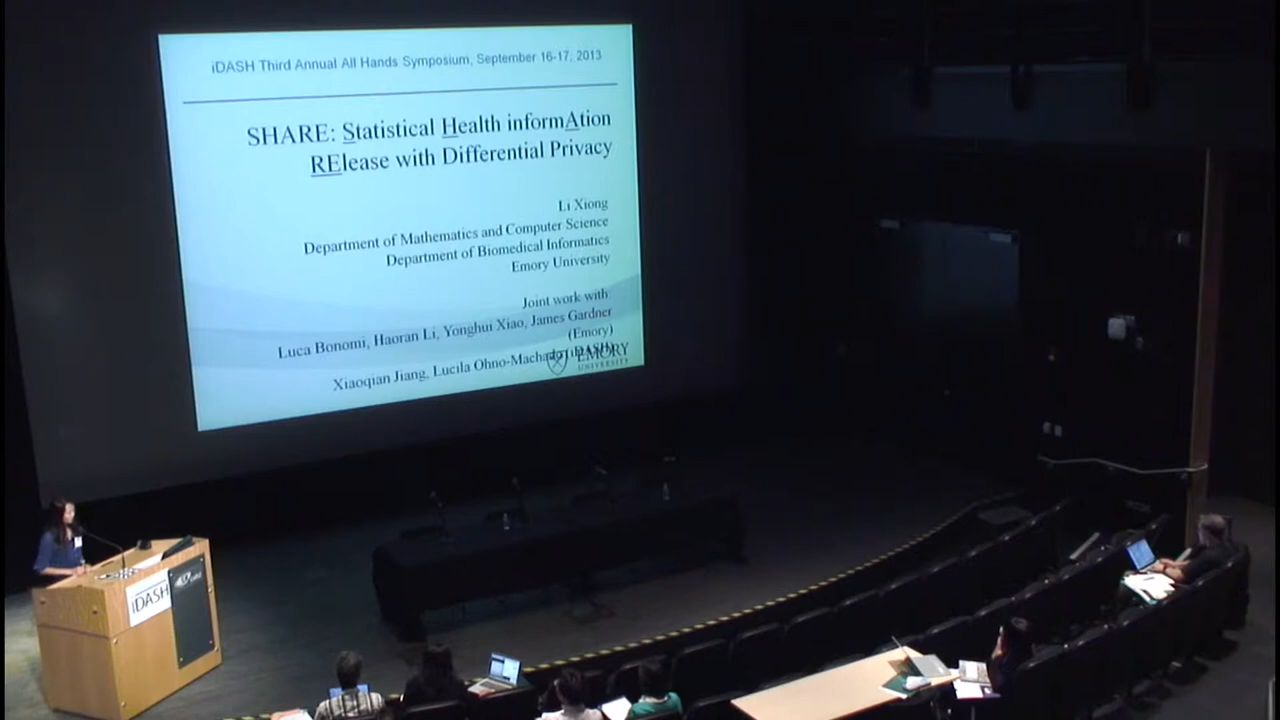 iDASH Third Annual All Hands Symposium, September 16-17, 2013
SHARE: Statistical Health informAtion
RElease with Differential Privacy
Li Xiong
Department of Mathematics and Computer Science
Department of Biomedical Informatics
Emory University
Joint work with
Luca Bonomi, Haoran Li, Yonghui Xiao, James Gardner
(Emory)
Xiaoqian Jiang, Lucila Ohno-Machado (iDASH)
EMORY
UNIVERSITY
iDASH